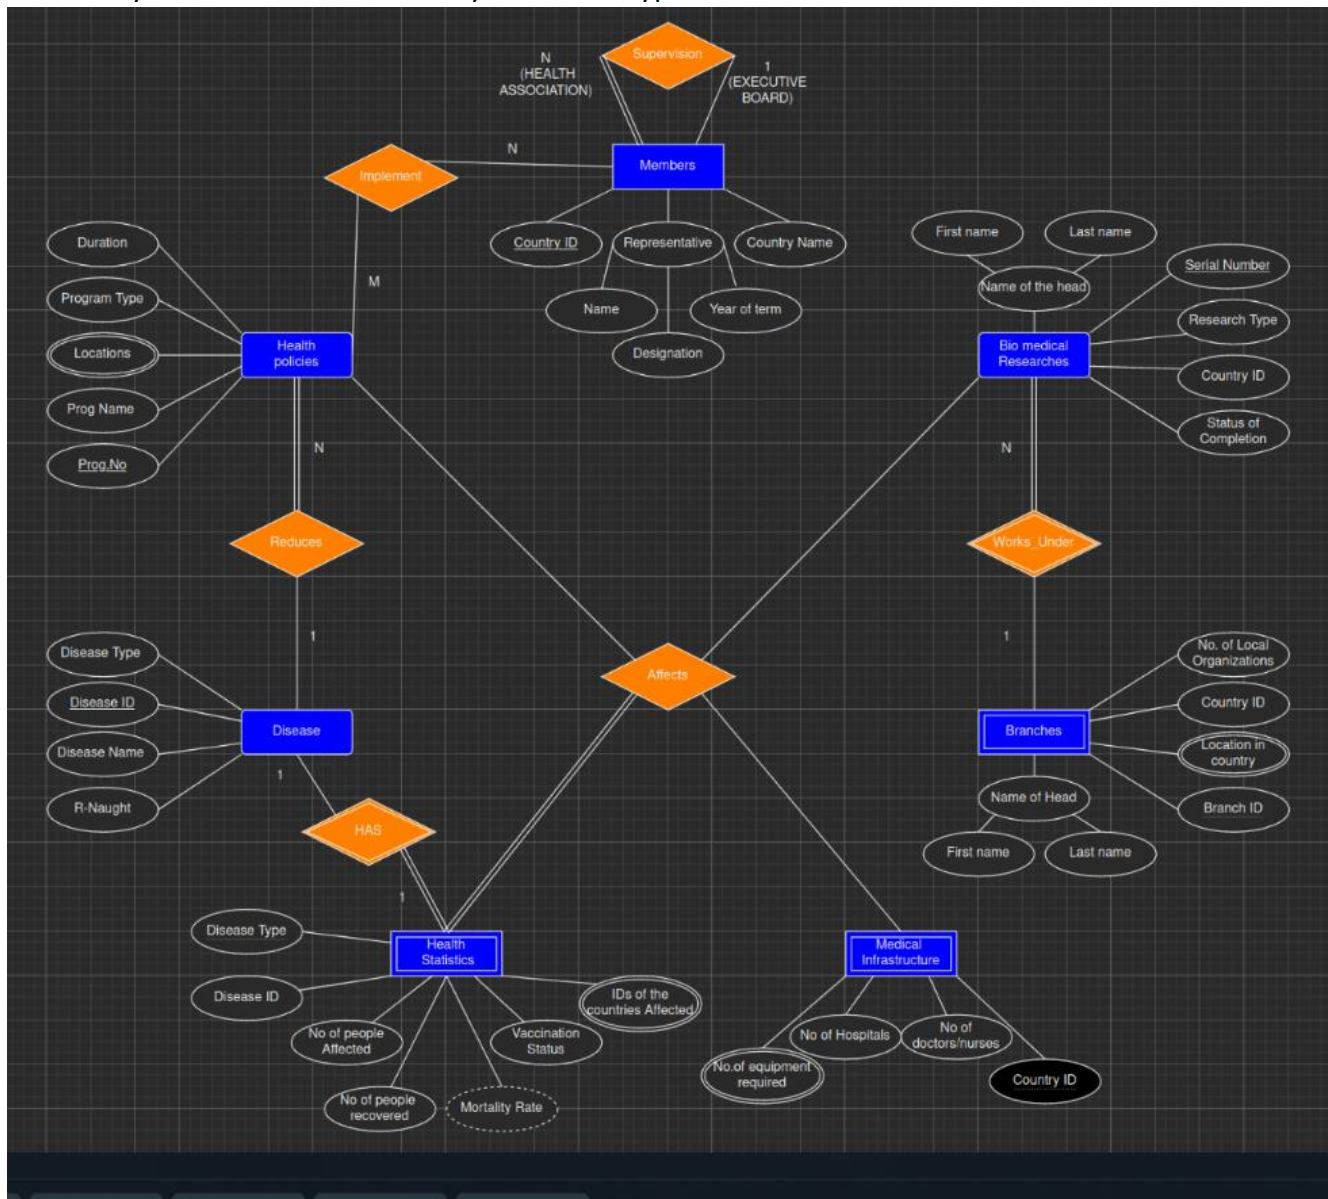 Supervision
N
(HEALTH
ASSOCIATION)
1
(EXECUTIVE
BOARD)
Members
N
Implement
M
Country ID
Representative
Country Name
Name
Year of term
Designation
Duration
Program Type
Locations
Prog Name
Prog.No
Health
policies
First name
Last name
Name of the head
Serial Number
Research Type
Country ID
Status of
Completion
Bio medical
Researches
N
Reduces
1
N
Works_Under
1
Affects
Disease Type
Disease ID
Disease Name
R-Naught
Disease
1
HAS
1
No. of Local
Organizations
Country ID
Location in
country
Branch ID
Branches
Name of Head
First name
Last name
Health
Statistics
Disease Type
Disease ID
No of people
Affected
No of people
recovered
Mortality Rate
Vaccination
Status
IDs of the
countries Affected
Medical
Infrastructure
No.of equipment
required
No of Hospitals
No of
doctors/nurses
Country ID